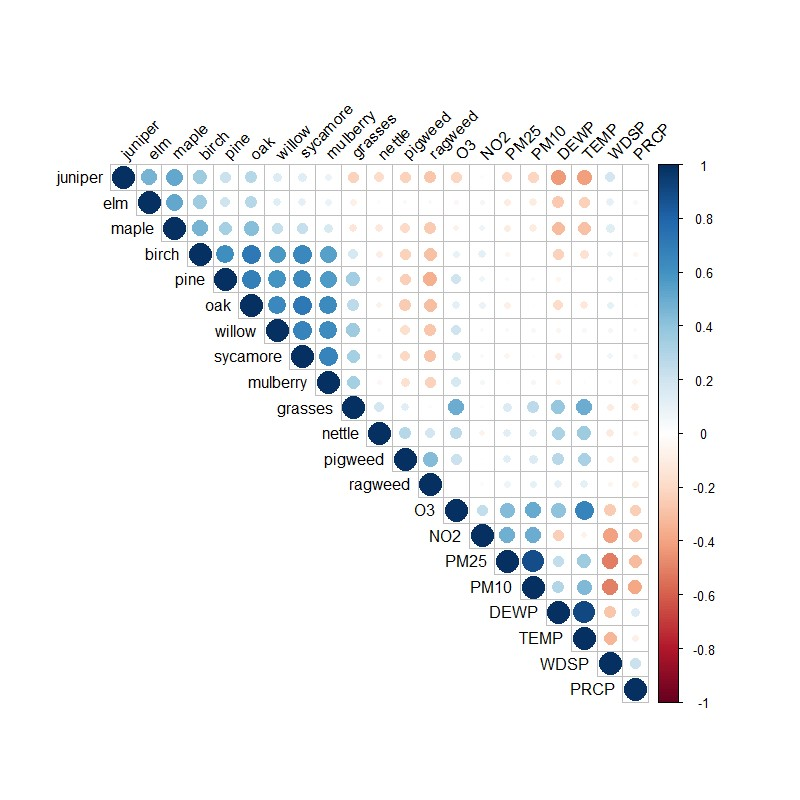 juniper
elm
maple
birch
pine
oak
willow
sycamore
mulberry
grasses
nettle
pigweed
ragweed
O3
NO2
PM25
PM10
DEWP
TEMP
WDSP
PRCP
juniper
elm
maple
birch
pine
oak
willow
sycamore
mulberry
grasses
nettle
pigweed
ragweed
O3
NO2
PM25
PM10
DEWP
TEMP
WDSP
PRCP
1
0.8
0.6
0.4
0.2
0
-0.2
-0.4
-0.6
-0.8
-1